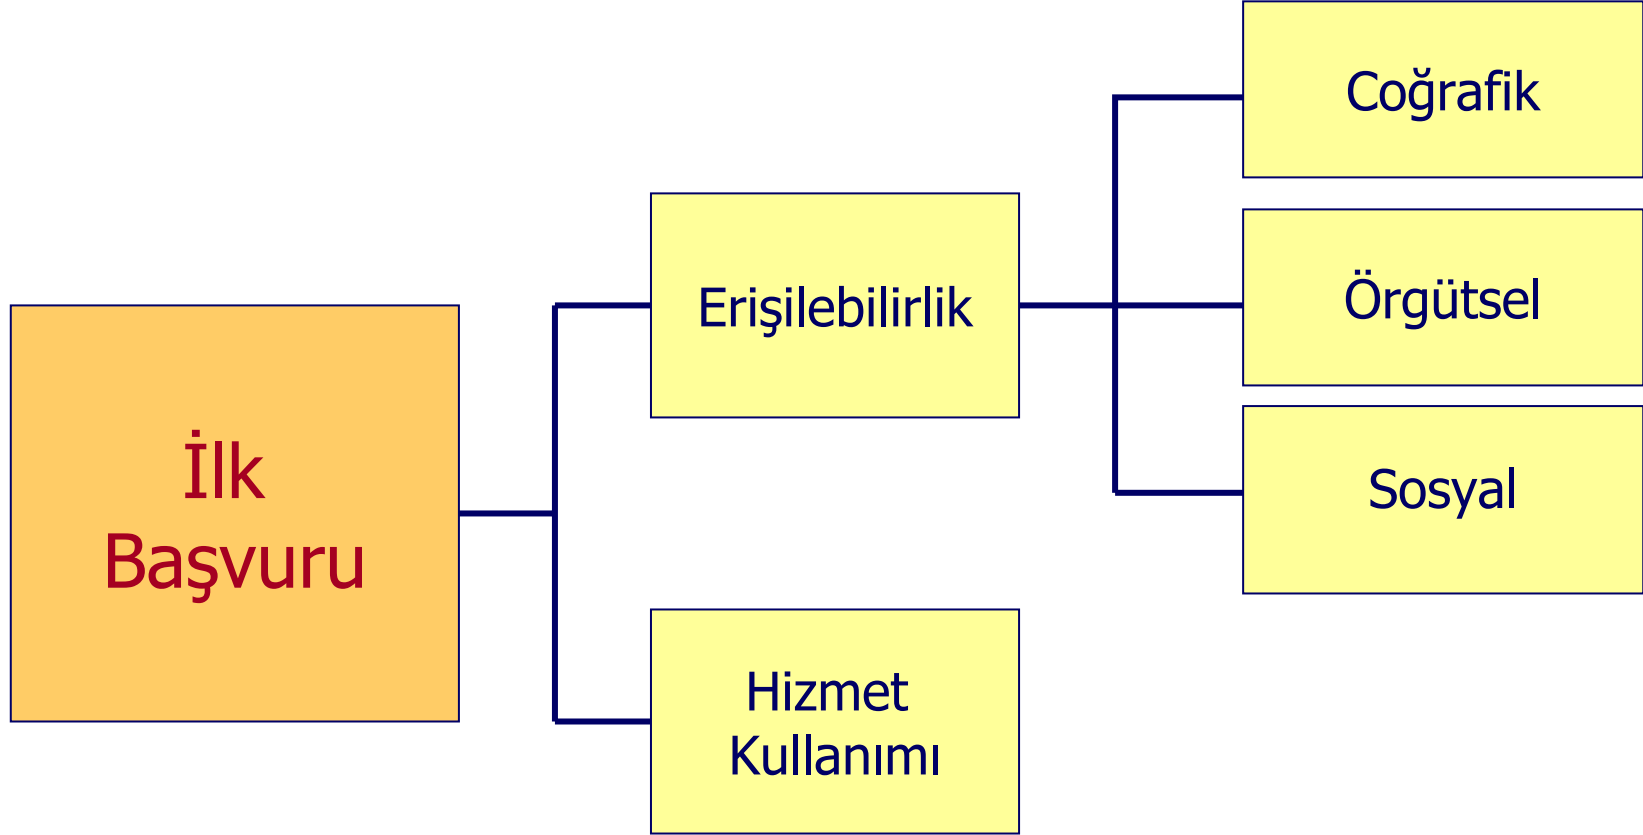 İlk
Başvuru
Erişilebilirlik
Coğrafik
Örgütsel
Sosyal
Hizmet
Kullanımı